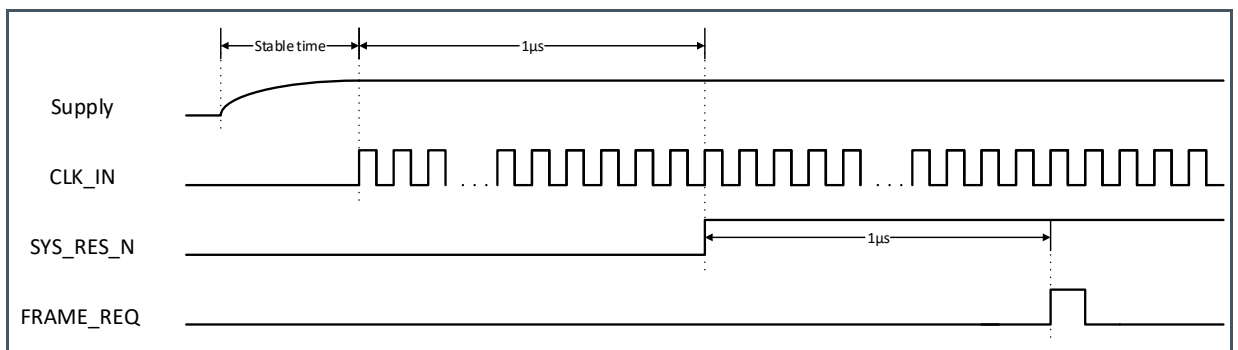 Stable time
1µs
Supply
CLK_IN
. . .
. . .
SYS_RES_N
1µs
FRAME_REQ